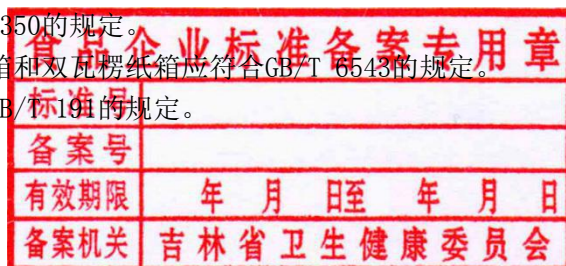 350的规定。
食品企业标准备案专用章
箱和双瓦楞纸箱应符合GB/T 6543的规定。
标准号
B/T 191的规定。
备案号
有效期限 年 月 日至 年 月 日
备案机关 吉林省卫生健康委员会